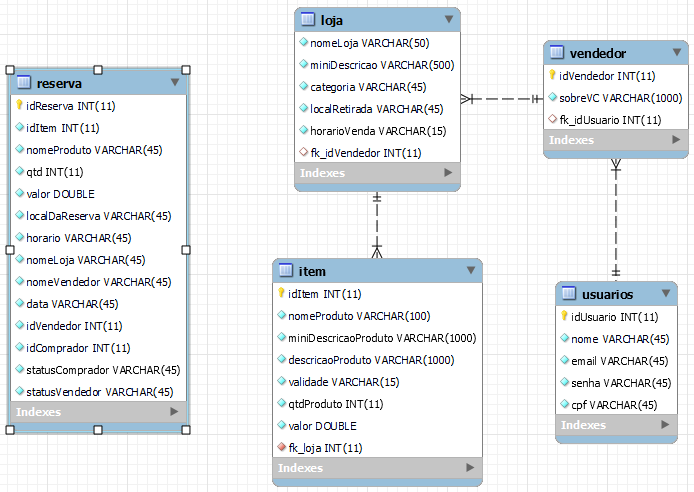 reserva
idReserva INT(11)
idItem INT(11)
nomeProduto VARCHAR(45)
qtd INT(11)
valor DOUBLE
localDaReserva VARCHAR(45)
horario VARCHAR(45)
nomeLoja VARCHAR(45)
nomeVendedor VARCHAR(45)
data VARCHAR(45)
idVendedor INT(11)
idComprador INT(11)
statusComprador VARCHAR(45)
statusVendedor VARCHAR(45)
Indexes
loja
nomeLoja VARCHAR(50)
miniDescricao VARCHAR(500)
categoria VARCHAR(45)
localRetirada VARCHAR(45)
horarioVenda VARCHAR(15)
fk_idVendedor INT(11)
Indexes
item
idItem INT(11)
nomeProduto VARCHAR(100)
miniDescricaoProduto VARCHAR(1000)
descricaoProduto VARCHAR(1000)
validade VARCHAR(15)
qtdProduto INT(11)
valor DOUBLE
fk_loja INT(11)
Indexes
vendedor
idVendedor INT(11)
sobreVC VARCHAR(1000)
fk_idUsuario INT(11)
Indexes
usuarios
idUsuario INT(11)
nome VARCHAR(45)
email VARCHAR(45)
senha VARCHAR(45)
cpf VARCHAR(45)
Indexes